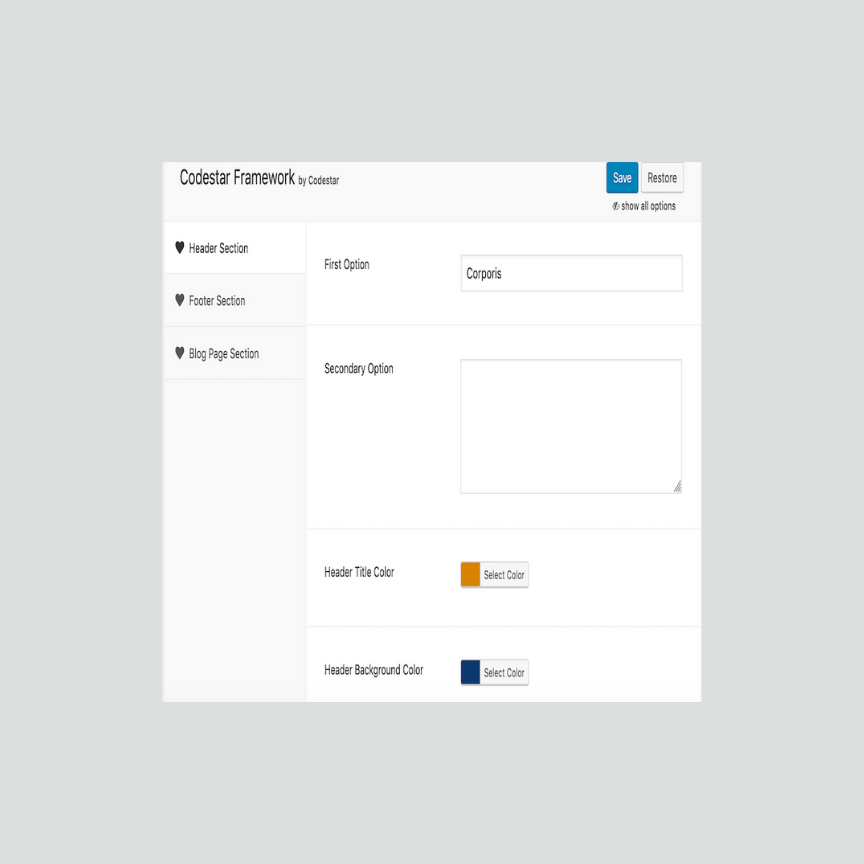 Codestar Framework by Codestar
Save
Restore
show all options
Header Section
Footer Section
Blog Page Section
First Option
Corporis
Secondary Option
Header Title Color
Select Color
Header Background Color
Select Color